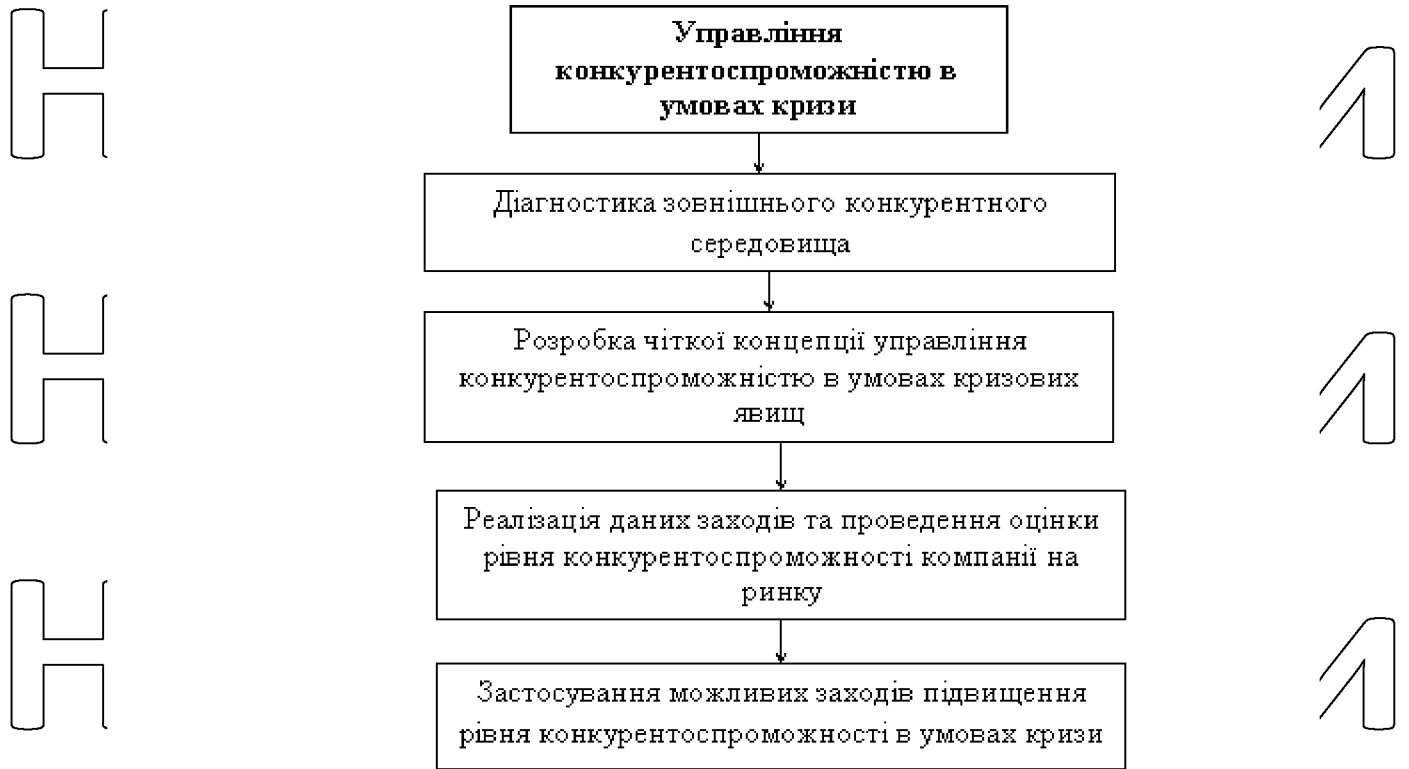 Управління
конкурентоспроможністю в
умовах кризи
Діагностика зовнішнього конкурентного
середовища
Розробка чіткої концепції управління
конкурентоспроможністю в умовах кризових
явищ
Реалізація даних заходів та проведення оцінки
рівня конкурентоспроможності компанії на
ринку
Застосування можливих заходів підвищення
рівня конкурентоспроможності в умовах кризи